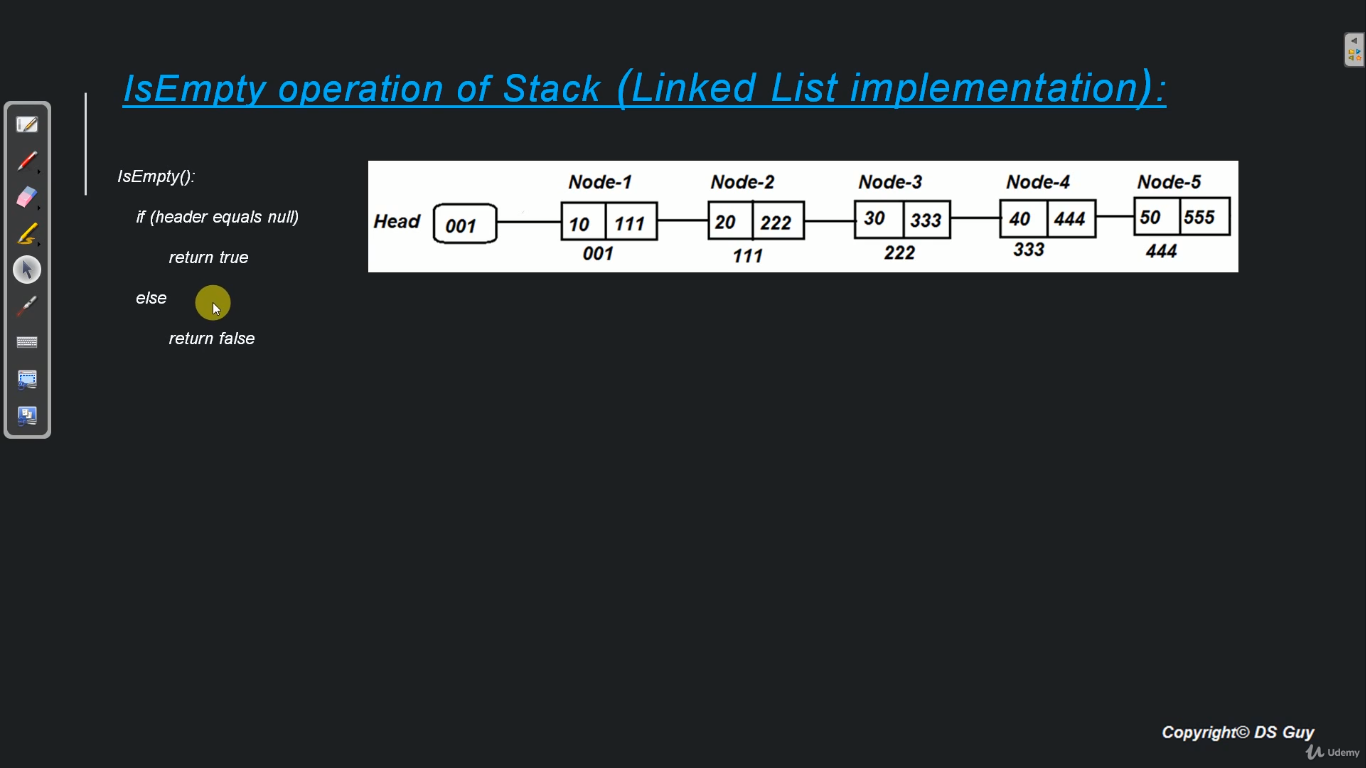 IsEmpty operation of Stack (Linked List implementation):
IsEmpty():
if (header equals null)
return true
else
return false
Node-1 Node-2 Node-3 Node-4 Node-5
Head 001 10 111 20 222 30 333 40 444 50 555
001 111 222 333 444
Copyright© DS Guy
Udemy